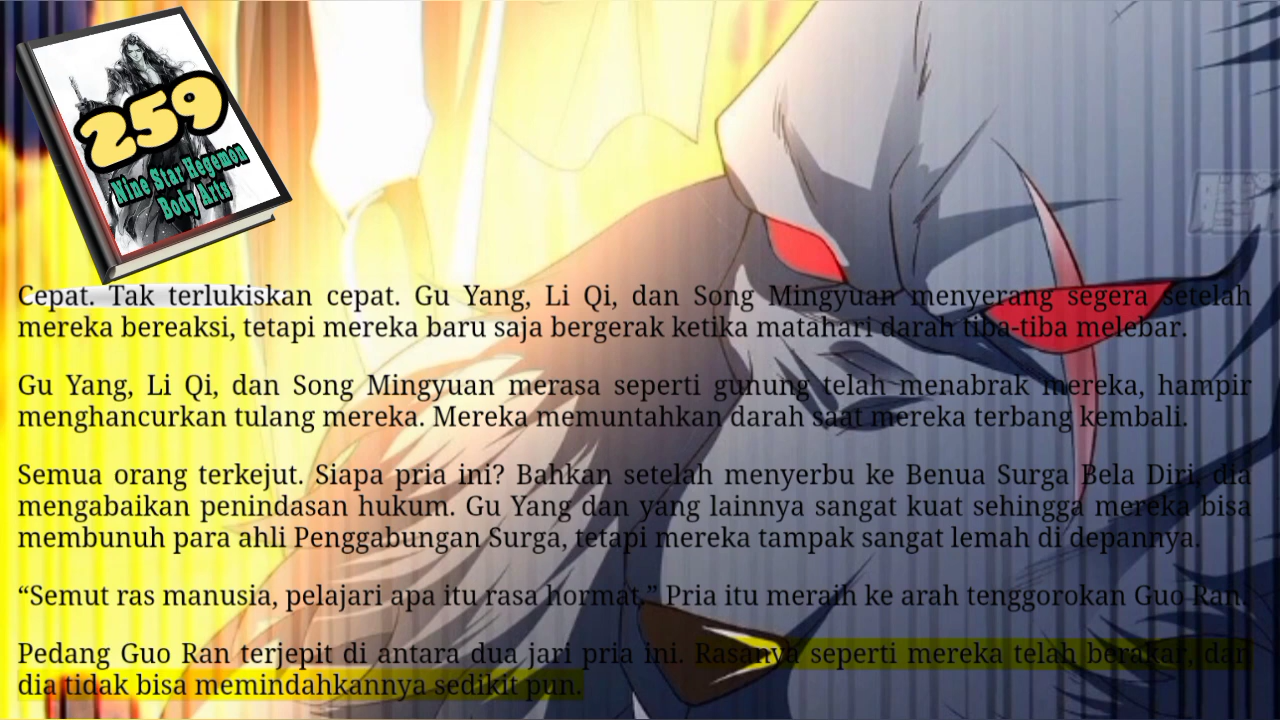 259
Nine Star Hegemon
Body Arts
Cepat. Tak terlukiskan cepat. Gu Yang, Li Qi, dan Song Mingyuan menyerang segera setelah
mereka bereaksi, tetapi mereka baru saja bergerak ketika matahari darah tiba-tiba melebar.
Gu Yang, Li Qi, dan Song Mingyuan merasa seperti gunung telah menabrak mereka, hampir
menghancurkan tulang mereka. Mereka memuntahkan darah saat mereka terbang kembali.
Semua orang terkejut. Siapa pria ini? Bahkan setelah menyerbu ke Benua Surga Bela Diri, dia
mengabaikan penindasan hukum. Gu Yang dan yang lainnya sangat kuat sehingga mereka bisa
membunuh para ahli Penggabungan Surga, tetapi mereka tampak sangat lemah di depannya.
“Semut ras manusia, pelajari apa itu rasa hormat.” Pria itu meraih ke arah tenggorokan Guo Ran.
Pedang Guo Ran terjepit di antara dua jari pria ini. Rasanya seperti mereka telah berakar, dan
dia tidak bisa memindahkannya sedikit pun.